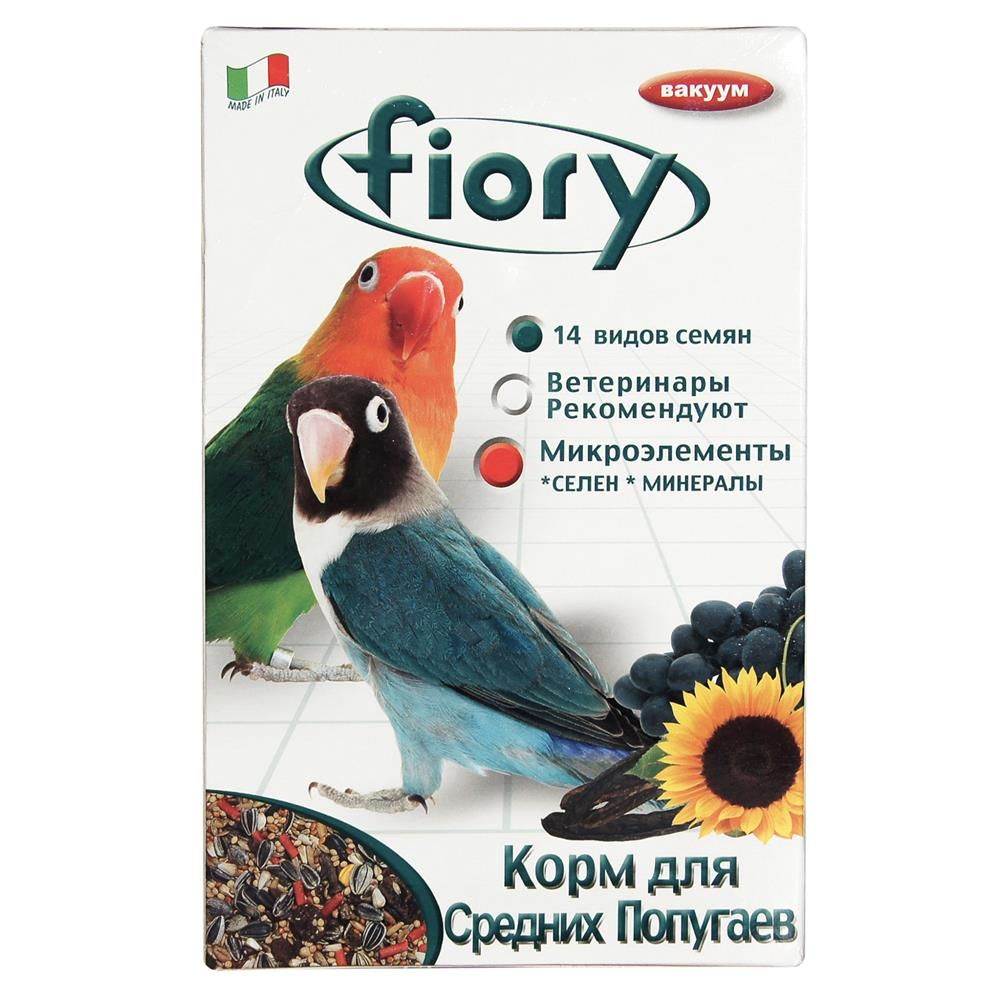 MADE IN ITALY
вакуум
fiory
14 видов семян
Ветеринары
Рекомендуют
Микроэлементы
*СЕЛЕН * МИНЕРАЛЫ
Корм для
Средних Попугаев